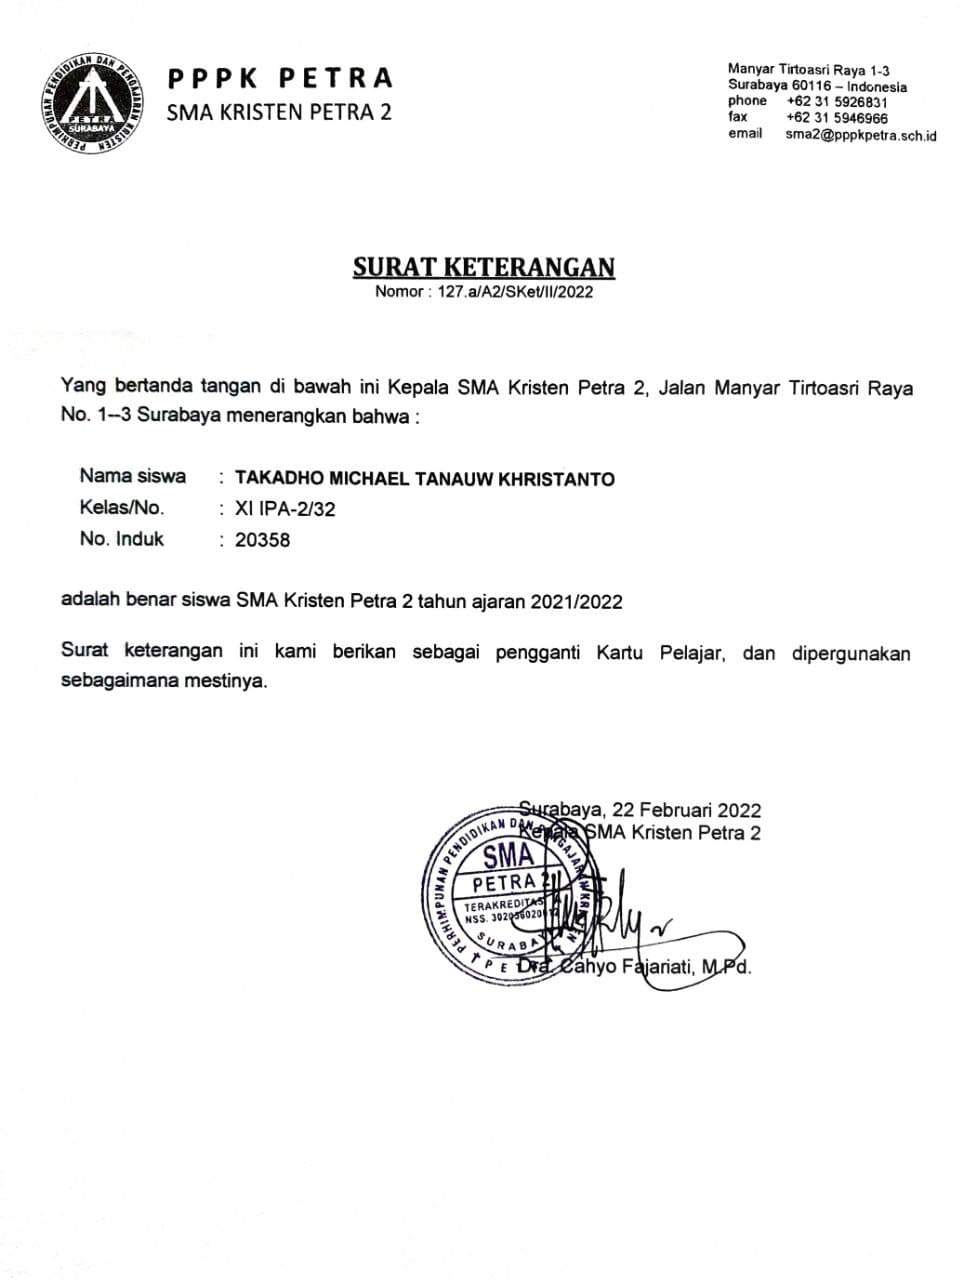 PERHIMPUNAN PENDIDIKAN DAN PENGAJARAN KRISTEN
PETRA
SURABAYA
PPPK PETRA
SMA KRISTEN PETRA 2
Manyar Tirtoasri Raya 1-3
Surabaya 60116 – Indonesia
phone +62 31 5926831
fax +62 31 5946966
email sma2@pppkpetra.sch.id
SURAT KETERANGAN
Nomor : 127.a/A2/SKet/II/2022
Yang bertanda tangan di bawah ini Kepala SMA Kristen Petra 2, Jalan Manyar Tirtoasri Raya
No. 1–3 Surabaya menerangkan bahwa :
Nama siswa : TAKADHO MICHAEL TANAUW KHRISTANTO
Kelas/No. : XI IPA-2/32
No. Induk : 20358
adalah benar siswa SMA Kristen Petra 2 tahun ajaran 2021/2022
Surat keterangan ini kami berikan sebagai pengganti Kartu Pelajar, dan dipergunakan
sebagaimana mestinya.
Surabaya, 22 Februari 2022
Kepala SMA Kristen Petra 2
PERHIMPUNAN PENDIDIKAN DAN PENGAJARAN KRISTEN
SMA
PETRA 2
TERAKREDITASI
NSS.
SURABAYA
PETRA
Dra. Cahyo Fajariati, M.Pd.